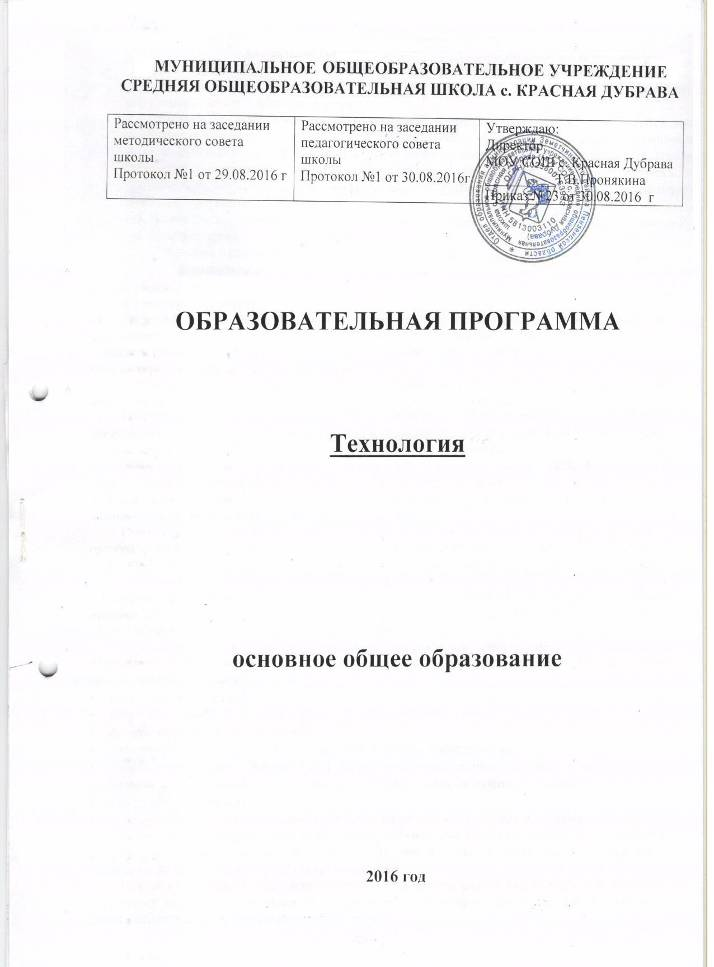 МУНИЦИПАЛЬНОЕ ОБЩЕОБРАЗОВАТЕЛЬНОЕ УЧРЕЖДЕНИЕ
СРЕДНЯЯ ОБЩЕОБРАЗОВАТЕЛЬНАЯ ШКОЛА с. КРАСНАЯ ДУБРАВА
Рассмотрено на заседании
методического совета
школы
Протокол №1 от 29.08.2016 г
Рассмотрено на заседании
педагогического совета
школы
Протокол №1 от 30.08.2016г
Утверждаю:
Директор
МОУ СОШ с. Красная Дубрава
Пронякина
Приказ №23 от 30.08.2016 г
5813003110
ОБРАЗОВАТЕЛЬНАЯ ПРОГРАММА
Технология
основное общее образование
2016 год